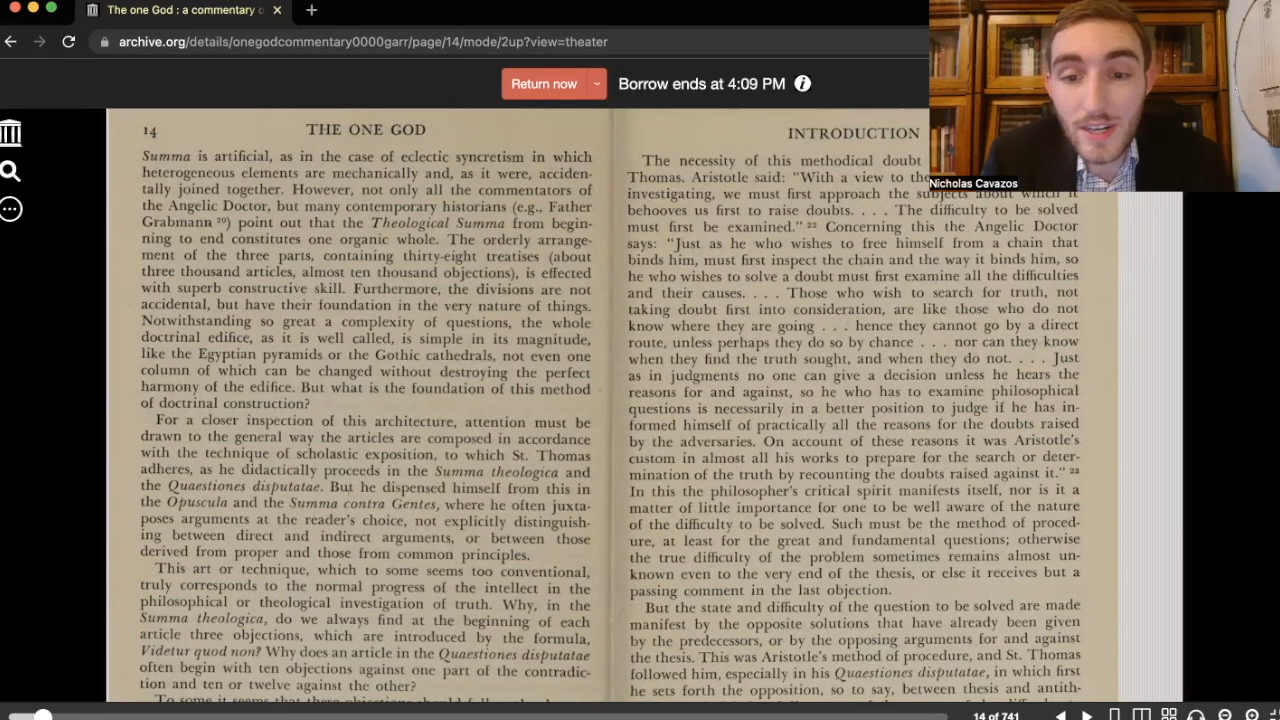 The one God : a commentary o
archive.org/details/onegodcommentary0000garr/page/14/mode/2up?view=theater
Return now
Borrow ends at 4:09 PM
Nicholas Cavazos
14 THE ONE GOD
Summa is artificial, as in the case of eclectic syncretism in which
heterogeneous elements are mechanically and, as it were, acciden-
tally joined together. However, not only all the commentators of
the Angelic Doctor, but many contemporary historians (e.g., Father
Grabmann 20) point out that the Theological Summa from begin-
ning to end constitutes one organic whole. The orderly arrange-
ment of the three parts, containing thirty-eight treatises (about
three thousand articles, almost ten thousand objections), is effected
with superb constructive skill. Furthermore, the divisions are not
accidental, but have their foundation in the very nature of things.
Notwithstanding so great a complexity of questions, the whole
doctrinal edifice, as it is well called, is simple in its magnitude,
like the Egyptian pyramids or the Gothic cathedrals, not even one
column of which can be changed without destroying the perfect
harmony of the edifice. But what is the foundation of this method
of doctrinal construction?
For a closer inspection of this architecture, attention must be
drawn to the general way the articles are composed in accordance
with the technique of scholastic exposition, to which St. Thomas
adheres, as he didactically proceeds in the Summa theologica and
the Quaestiones disputatae. But he dispensed himself from this in
the Opuscula and the Summa contra Gentes, where he often juxta-
poses arguments at the reader's choice, not explicitly distinguish-
ing between direct and indirect arguments, or between those
derived from proper and those from common principles.
This art or technique, which to some seems too conventional,
truly corresponds to the normal progress of the intellect in the
philosophical or theological investigation of truth. Why, in the
Summa theologica, do we always find at the beginning of each
article three objections, which are introduced by the formula,
Videtur quod non? Why does an article in the Quaestiones disputatae
often begin with ten objections against one part of the contradic-
tion and ten or twelve against the other?
To some it seems that these objections should follow
INTRODUCTION
The necessity of this methodical doubt
Thomas. Aristotle said: "With a view to the
investigating, we must first approach the subjects about which it
behooves us first to raise doubts. . . . The difficulty to be solved
must first be examined." 22 Concerning this the Angelic Doctor
says: "Just as he who wishes to free himself from a chain that
binds him, must first inspect the chain and the way it binds him, so
he who wishes to solve a doubt must first examine all the difficulties
and their causes. . . . Those who wish to search for truth, not
taking doubt first into consideration, are like those who do not
know where they are going . . . hence they cannot go by a direct
route, unless perhaps they do so by chance . . . nor can they know
when they find the truth sought, and when they do not. . . . Just
as in judgments no one can give a decision unless he hears the
reasons for and against, so he who has to examine philosophical
questions is necessarily in a better position to judge if he has in-
formed himself of practically all the reasons for the doubts raised
by the adversaries. On account of these reasons it was Aristotle's
custom in almost all his works to prepare for the search or deter-
mination of the truth by recounting the doubts raised against it." 23
In this the philosopher's critical spirit manifests itself, nor is it a
matter of little importance for one to be well aware of the nature
of the difficulty to be solved. Such must be the method of proced-
ure, at least for the great and fundamental questions; otherwise
the true difficulty of the problem sometimes remains almost un-
known even to the very end of the thesis, or else it receives but a
passing comment in the last objection.
But the state and difficulty of the question to be solved are made
manifest by the opposite solutions that have already been given
by the predecessors, or by the opposing arguments for and against
the thesis. This was Aristotle's method of procedure, and St. Thomas
followed him, especially in his Quaestiones disputatae, in which first
he sets forth the opposition, so to say, between thesis and antith-
14 of 741